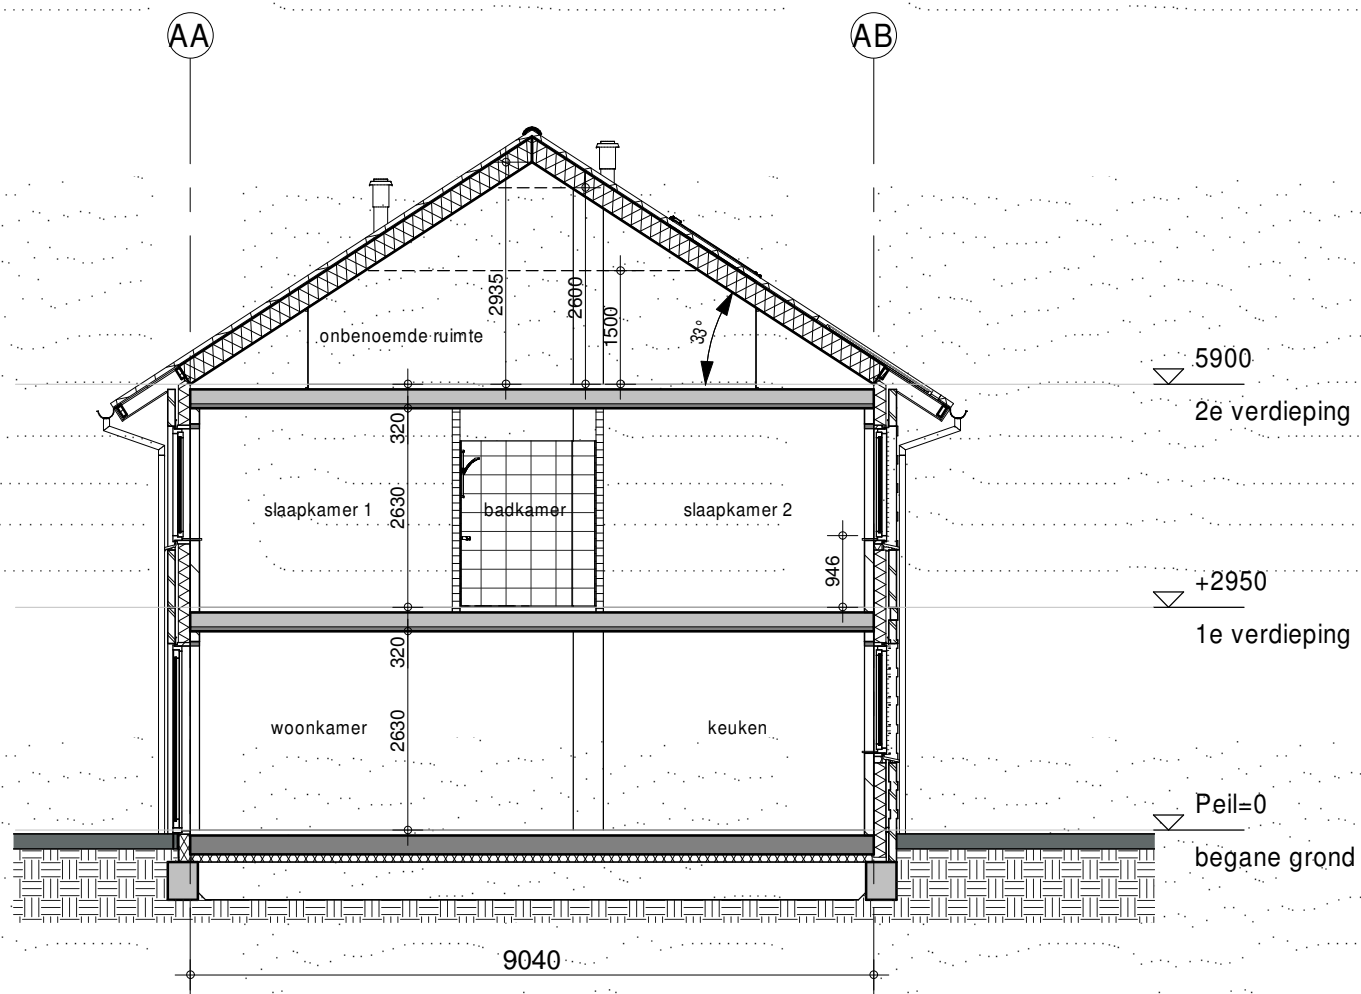 AA
AB
2935
2600
1500
33°
onbenoemde ruimte
5900
2e verdieping
320
slaapkamer 1
2630
badkamer
slaapkamer 2
946
+2950
1e verdieping
320
woonkamer
2630
keuken
Peil=0
begane grond
9040